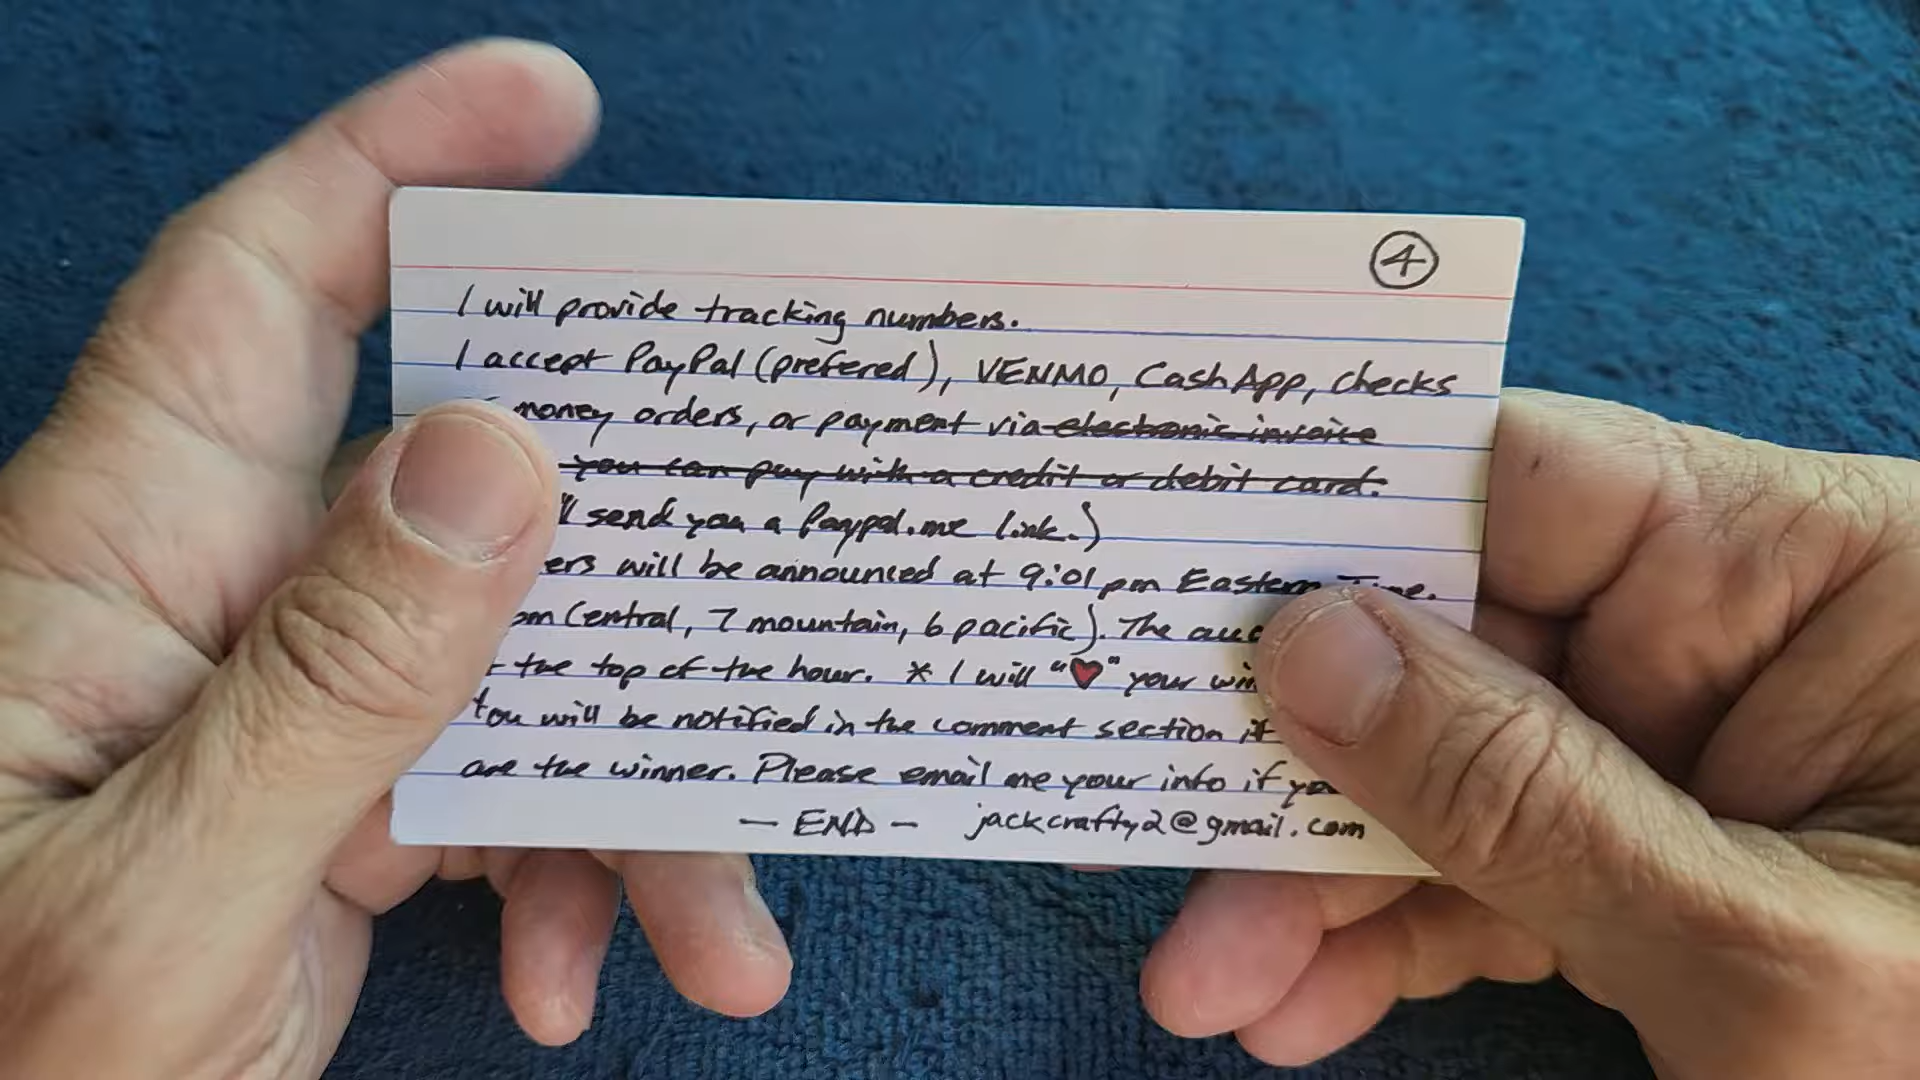 4
I will provide tracking numbers.
I accept PayPal (prefered), VENMO, Cash App, checks
money orders, or payment via electronic invoice
you can pay with a credit or debit card.
send you a Paypal.me link.)
will be announced at 9:01 pm Eastern
Central, 7 mountain, 6 pacific). The
the top of the hour. * I will "♥" your
You will be notified in the comment section if
are the winner. Please email me your info if
— END — jackcrafty2@gmail.com